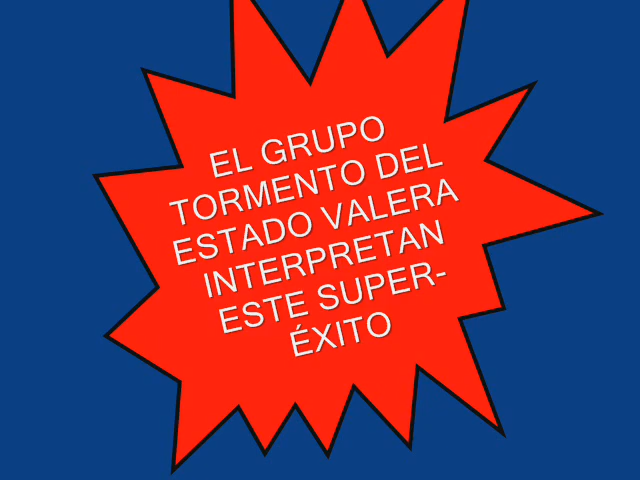 EL GRUPO
TORMENTO DEL
ESTADO VALERA
INTERPRETAN
ESTE SUPER-
ÉXITO